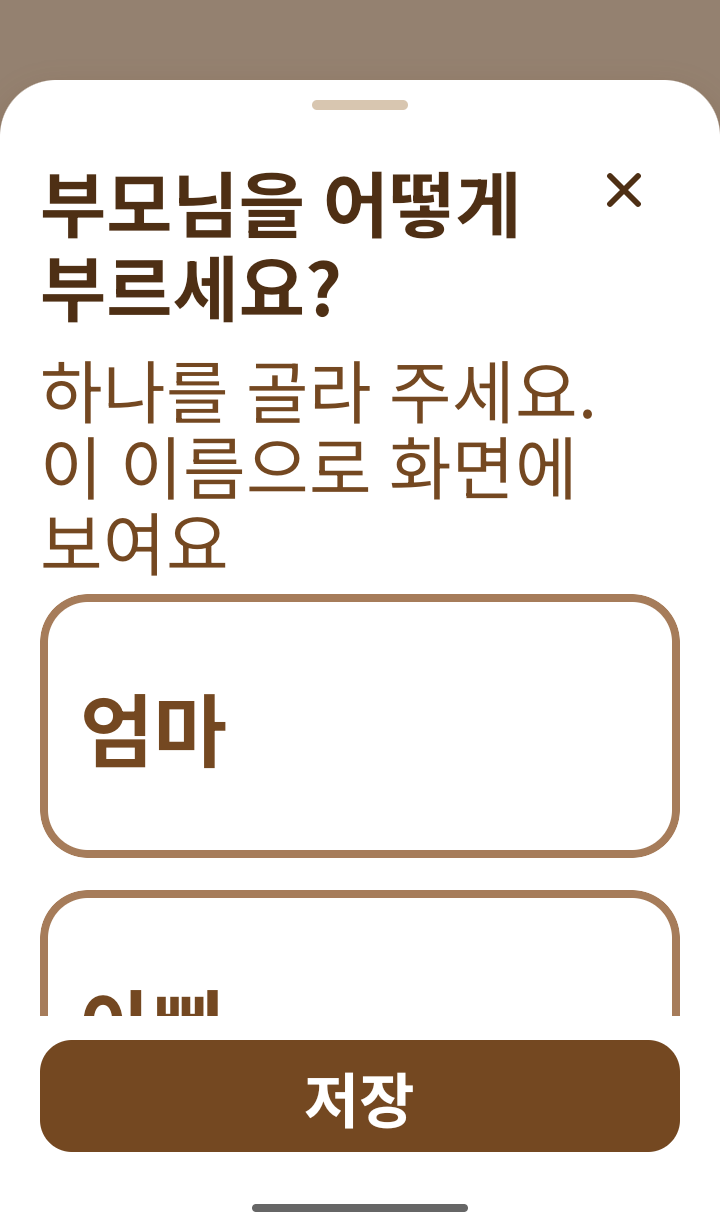 부모님을 어떻게
부르세요?
하나를 골라 주세요.
이 이름으로 화면에
보여요
엄마
저장